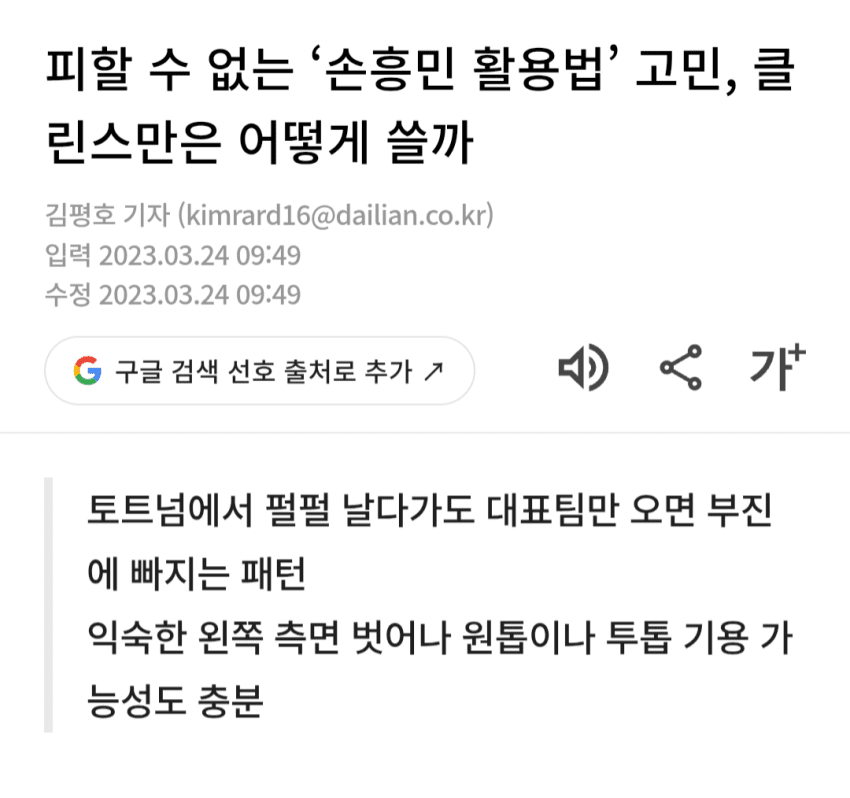 피할 수 없는 ‘손흥민 활용법’ 고민, 클
린스만은 어떻게 쓸까
김평호 기자 (kimrard16@dailian.co.kr)
입력 2023.03.24 09:49
수정 2023.03.24 09:49
구글 검색 선호 출처로 추가 ↗
가+
토트넘에서 펄펄 날다가도 대표팀만 오면 부진
에 빠지는 패턴
익숙한 왼쪽 측면 벗어나 원톱이나 투톱 기용 가
능성도 충분